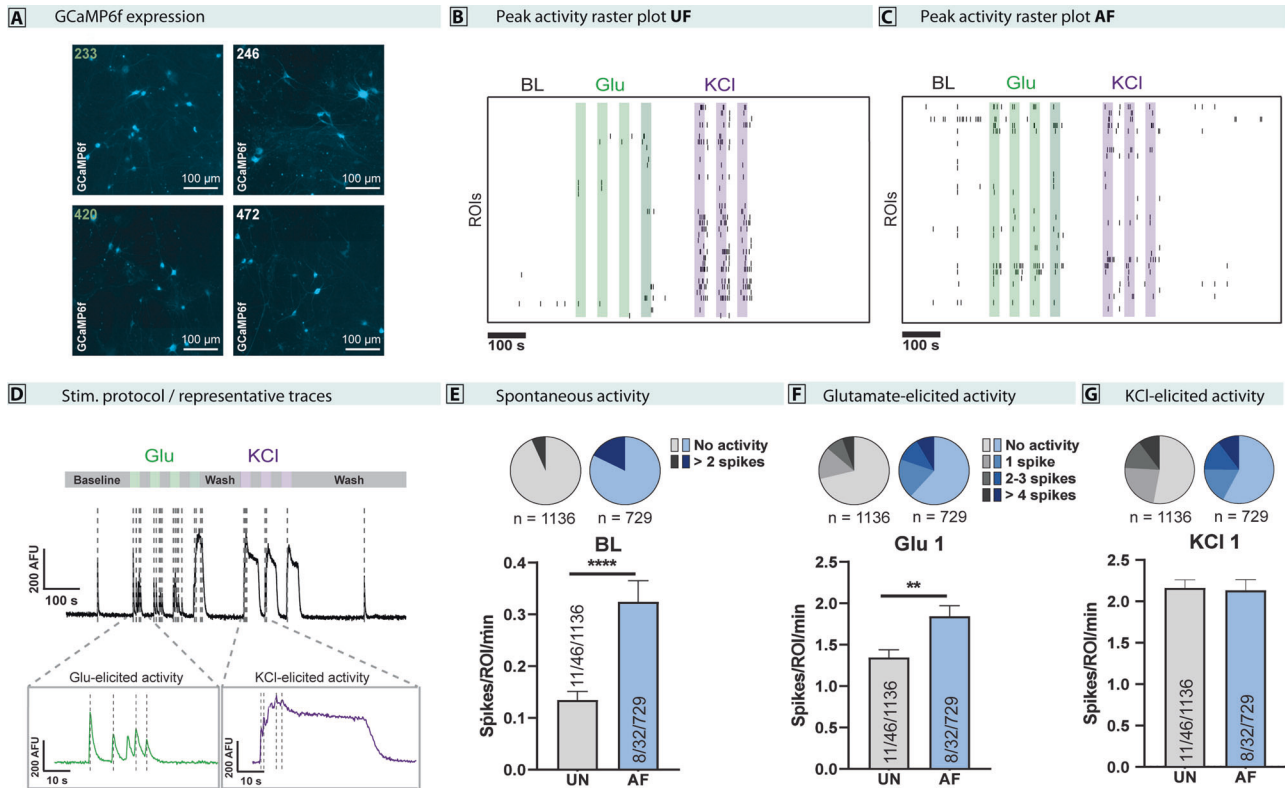 A GCaMP6f expression
233
GCaMP6f
100 µm
246
GCaMP6f
100 µm
420
GCaMP6f
100 µm
472
GCaMP6f
100 µm
B Peak activity raster plot UF
BL Glu KCl
ROIs
100 s
C Peak activity raster plot AF
BL Glu KCl
ROIs
100 s
D Stim. protocol / representative traces
Glu KCl
Baseline Wash Wash
200 AFU
100 s
Glu-elicited activity
200 AFU
10 s
KCl-elicited activity
200 AFU
10 s
E Spontaneous activity
No activity
> 2 spikes
n = 1136 n = 729
BL
****
Spikes/ROI/min
0.4
0.3
0.2
0.1
0.0
11/46/1136
8/32/729
UN AF
F Glutamate-elicited activity
No activity
1 spike
2-3 spikes
> 4 spikes
n = 1136 n = 729
Glu 1
**
Spikes/ROI/min
2.5
2.0
1.5
1.0
0.5
0.0
11/46/1136
8/32/729
UN AF
G KCl-elicited activity
n = 1136 n = 729
KCl 1
2.5
2.0
1.5
1.0
0.5
0.0
11/46/1136
8/32/729
UN AF